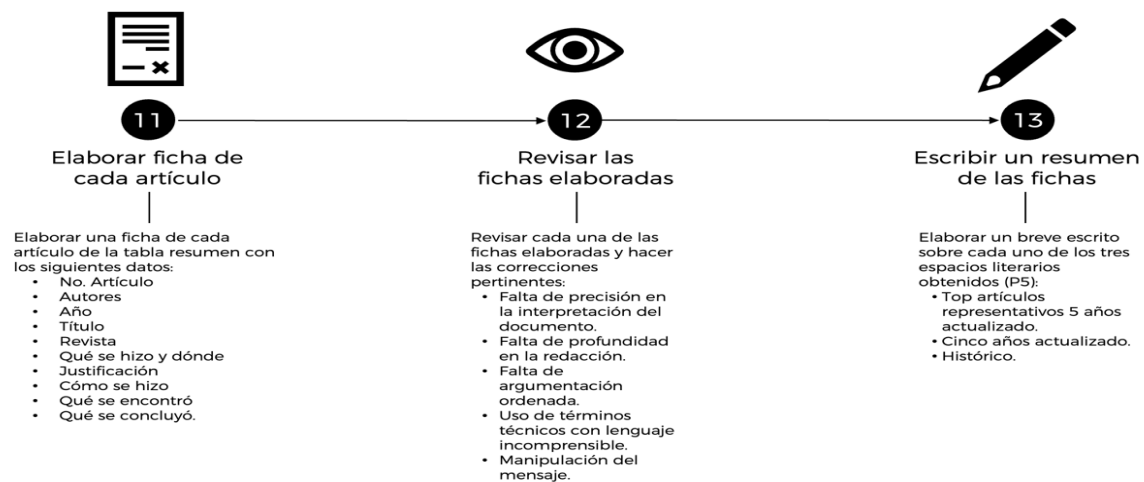 11
Elaborar ficha de
cada artículo
Elaborar una ficha de cada
artículo de la tabla resumen con
los siguientes datos:
• No. Artículo
• Autores
• Año
• Título
• Revista
• Qué se hizo y dónde
• Justificación
• Cómo se hizo
• Qué se encontró
• Qué se concluyó.
12
Revisar las
fichas elaboradas
Revisar cada una de las
fichas elaboradas y hacer
las correcciones
pertinentes:
• Falta de precisión en
la interpretación del
documento.
• Falta de profundidad
en la redacción.
• Falta de
argumentación
ordenada.
• Uso de términos
técnicos con lenguaje
incomprensible.
• Manipulación del
mensaje.
13
Escribir un resumen
de las fichas
Elaborar un breve escrito
sobre cada uno de los tres
espacios literarios
obtenidos (P5):
• Top artículos
representativos 5 años
actualizado.
• Cinco años actualizado.
• Histórico.